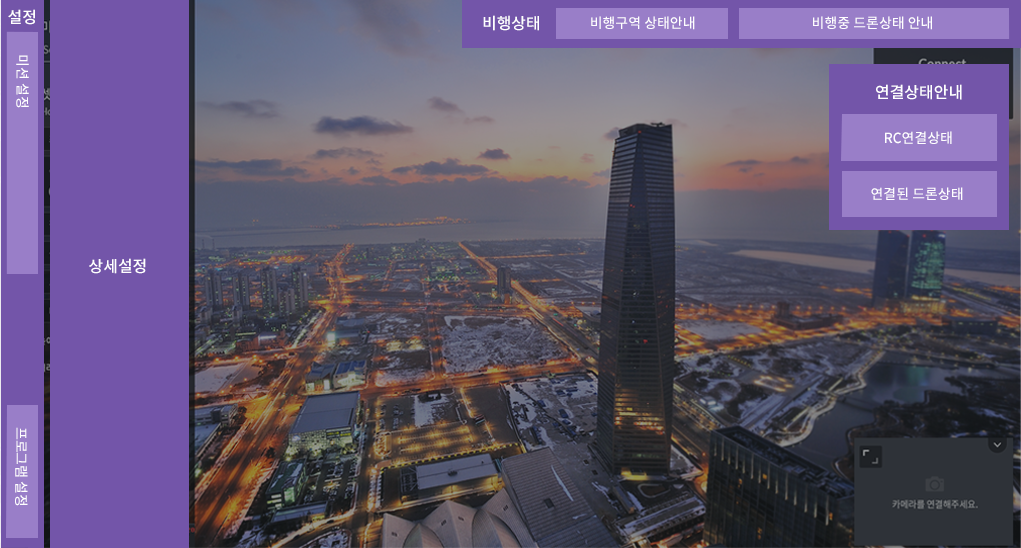 설정
미션 설정
프로그램 설정
상세설정
비행상태
비행구역 상태안내
비행중 드론상태 안내
Connect
연결상태안내
RC연결상태
연결된 드론상태
카메라를 연결해주세요.